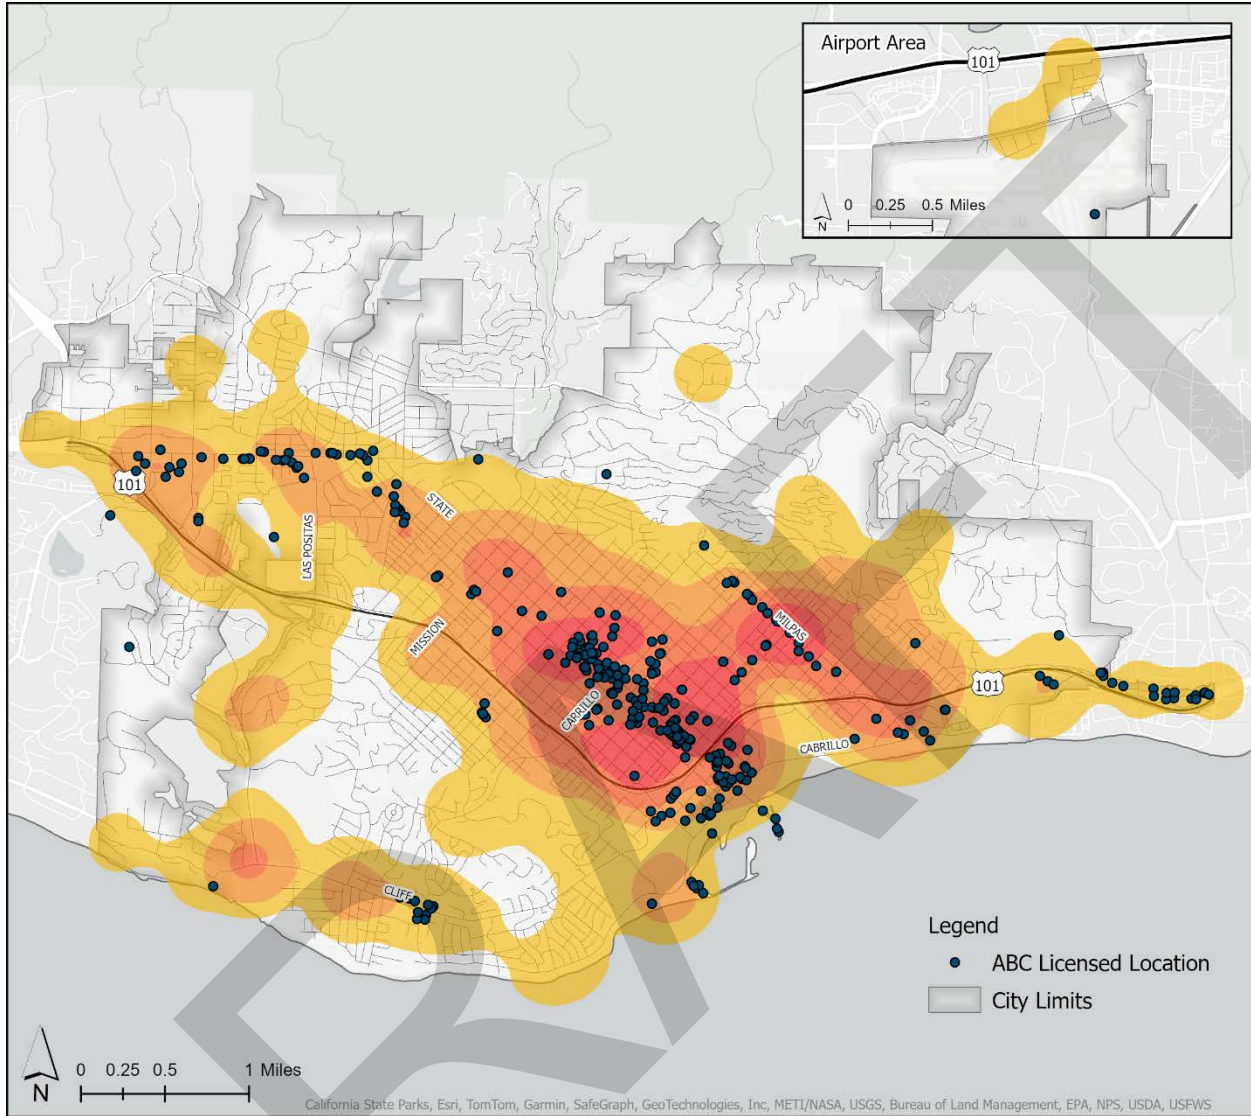 Airport Area
101
0 0.25 0.5 Miles
N
101
STATE
LAS POSITAS
MISSION
MILPAS
CARRILLO
101
CABRILLO
CLIFF
DRAFT
Legend
ABC Licensed Location
City Limits
N
0 0.25 0.5 1 Miles
California State Parks, Esri, TomTom, Garmin, SafeGraph, GeoTechnologies, Inc, METI/NASA, USGS, Bureau of Land Management, EPA, NPS, USDA, USFWS